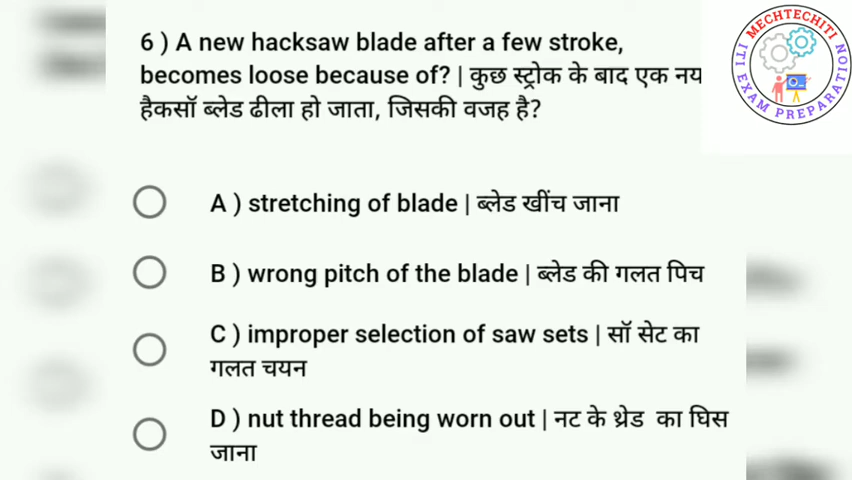 6 ) A new hacksaw blade after a few stroke,
becomes loose because of? | कुछ स्ट्रोक के बाद एक नय
हैकसॉ ब्लेड ढीला हो जाता, जिसकी वजह है?
A ) stretching of blade | ब्लेड खींच जाना
B ) wrong pitch of the blade | ब्लेड की गलत पिच
C ) improper selection of saw sets | सॉ सेट का
गलत चयन
D ) nut thread being worn out | नट के थ्रेड का घिस
जाना
MECHTECHITI
ITI EXAM PREPARATION